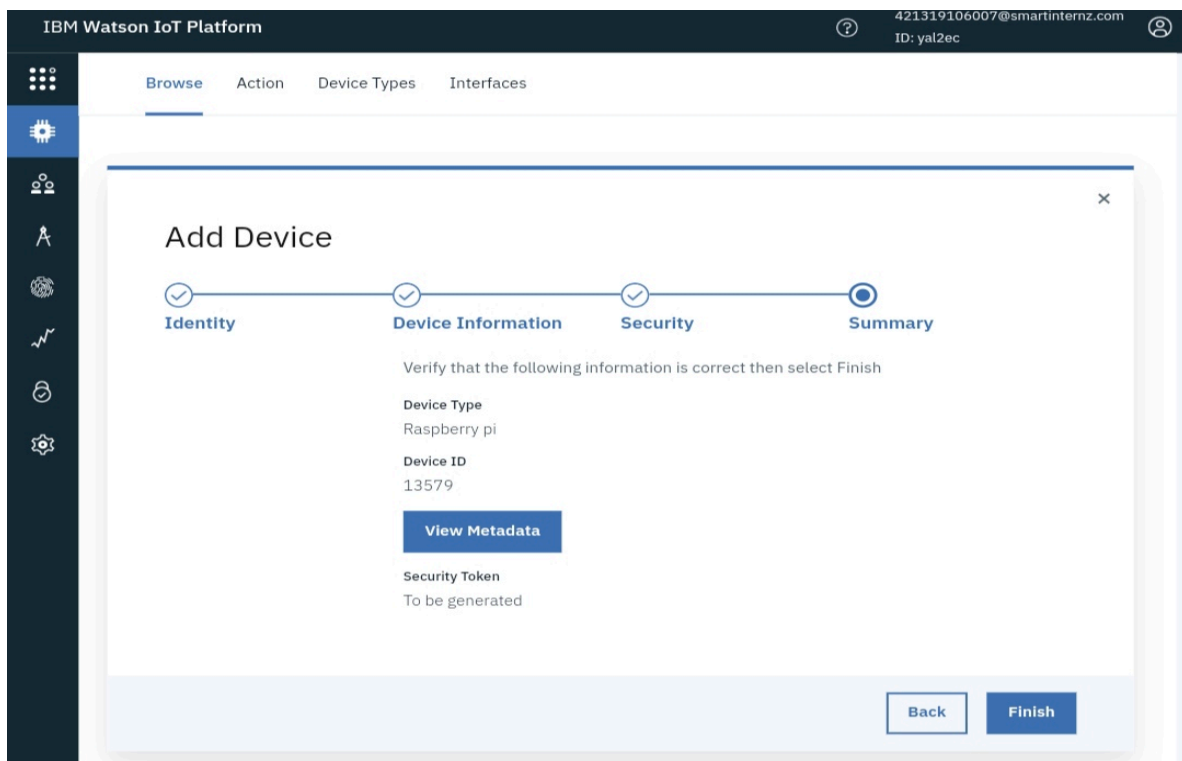 IBM Watson IoT Platform
421319106007@smartinternz.com
ID: yal2ec
Browse Action Device Types Interfaces
Add Device
Identity Device Information Security Summary
Verify that the following information is correct then select Finish
Device Type
Raspberry pi
Device ID
13579
View Metadata
Security Token
To be generated
Back Finish